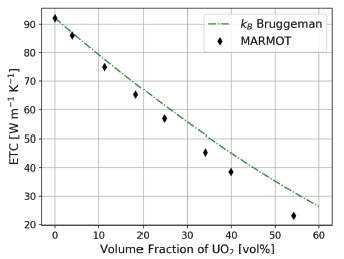 90
80
70
60
50
40
30
20
ETC [W m⁻¹ K⁻¹]
k_B Bruggeman
MARMOT
0 10 20 30 40 50 60
Volume Fraction of UO₂ [vol%]